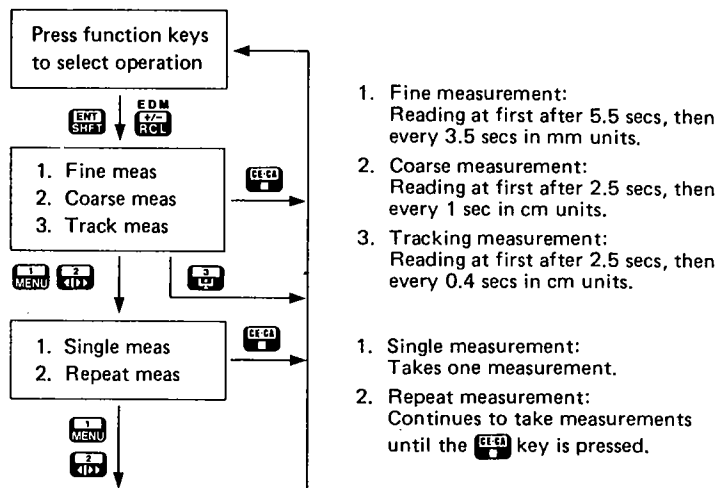 Press function keys
to select operation
ENT
SHFT
EDM
+/-
RCL
1. Fine meas
2. Coarse meas
3. Track meas
CE·CA
1
MENU
2
3
1. Single meas
2. Repeat meas
CE·CA
1
MENU
2
1. Fine measurement:
Reading at first after 5.5 secs, then
every 3.5 secs in mm units.
2. Coarse measurement:
Reading at first after 2.5 secs, then
every 1 sec in cm units.
3. Tracking measurement:
Reading at first after 2.5 secs, then
every 0.4 secs in cm units.
1. Single measurement:
Takes one measurement.
2. Repeat measurement:
Continues to take measurements
until the CE·CA key is pressed.